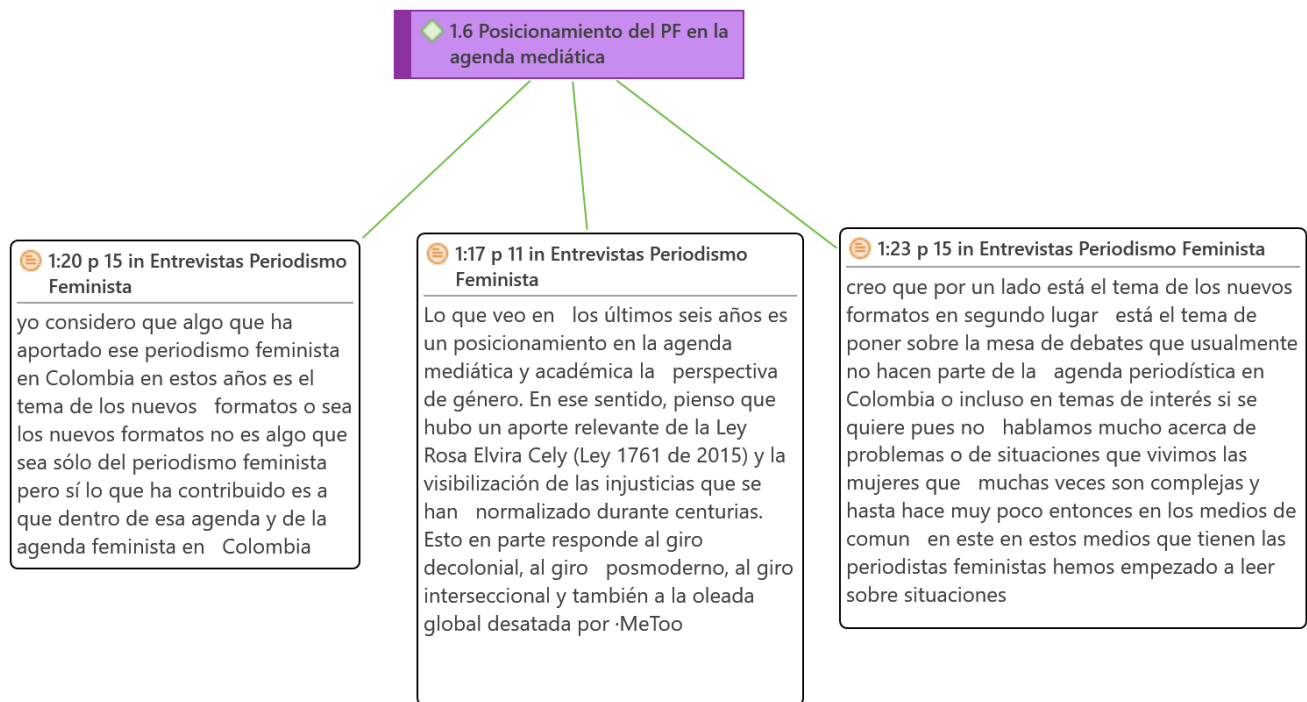 1.6 Posicionamiento del PF en la
agenda mediática
1:20 p 15 in Entrevistas Periodismo
Feminista
yo considero que algo que ha
aportado ese periodismo feminista
en Colombia en estos años es el
tema de los nuevos formatos o sea
los nuevos formatos no es algo que
sea sólo del periodismo feminista
pero sí lo que ha contribuido es a
que dentro de esa agenda y de la
agenda feminista en Colombia
1:17 p 11 in Entrevistas Periodismo
Feminista
Lo que veo en los últimos seis años es
un posicionamiento en la agenda
mediática y académica la perspectiva
de género. En ese sentido, pienso que
hubo un aporte relevante de la Ley
Rosa Elvira Cely (Ley 1761 de 2015) y la
visibilización de las injusticias que se
han normalizado durante centurias.
Esto en parte responde al giro
decolonial, al giro posmoderno, al giro
interseccional y también a la oleada
global desatada por ·MeToo
1:23 p 15 in Entrevistas Periodismo Feminista
creo que por un lado está el tema de los nuevos
formatos en segundo lugar está el tema de
poner sobre la mesa de debates que usualmente
no hacen parte de la agenda periodística en
Colombia o incluso en temas de interés si se
quiere pues no hablamos mucho acerca de
problemas o de situaciones que vivimos las
mujeres que muchas veces son complejas y
hasta hace muy poco entonces en los medios de
comun en este en estos medios que tienen las
periodistas feministas hemos empezado a leer
sobre situaciones